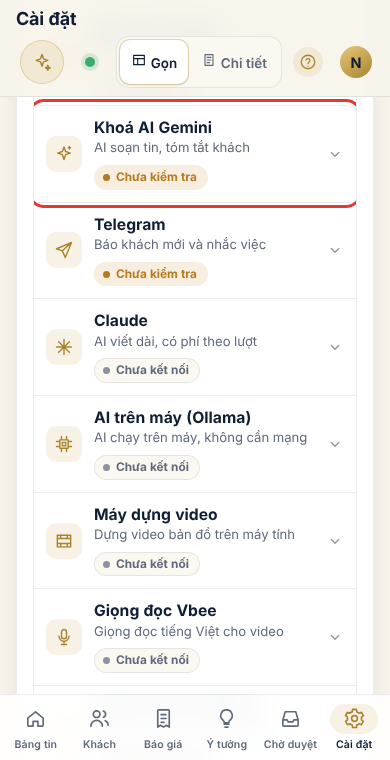 Cài đặt
Gọn
Chi tiết
N
Khoá AI Gemini
AI soạn tin, tóm tắt khách
Chưa kiểm tra
Telegram
Báo khách mới và nhắc việc
Chưa kiểm tra
Claude
AI viết dài, có phí theo lượt
Chưa kết nối
AI trên máy (Ollama)
AI chạy trên máy, không cần mạng
Chưa kết nối
Máy dựng video
Dựng video bản đồ trên máy tính
Chưa kết nối
Giọng đọc Vbee
Giọng đọc tiếng Việt cho video
Chưa kết nối
Bảng tin
Khách
Báo giá
Ý tưởng
Chờ duyệt
Cài đặt